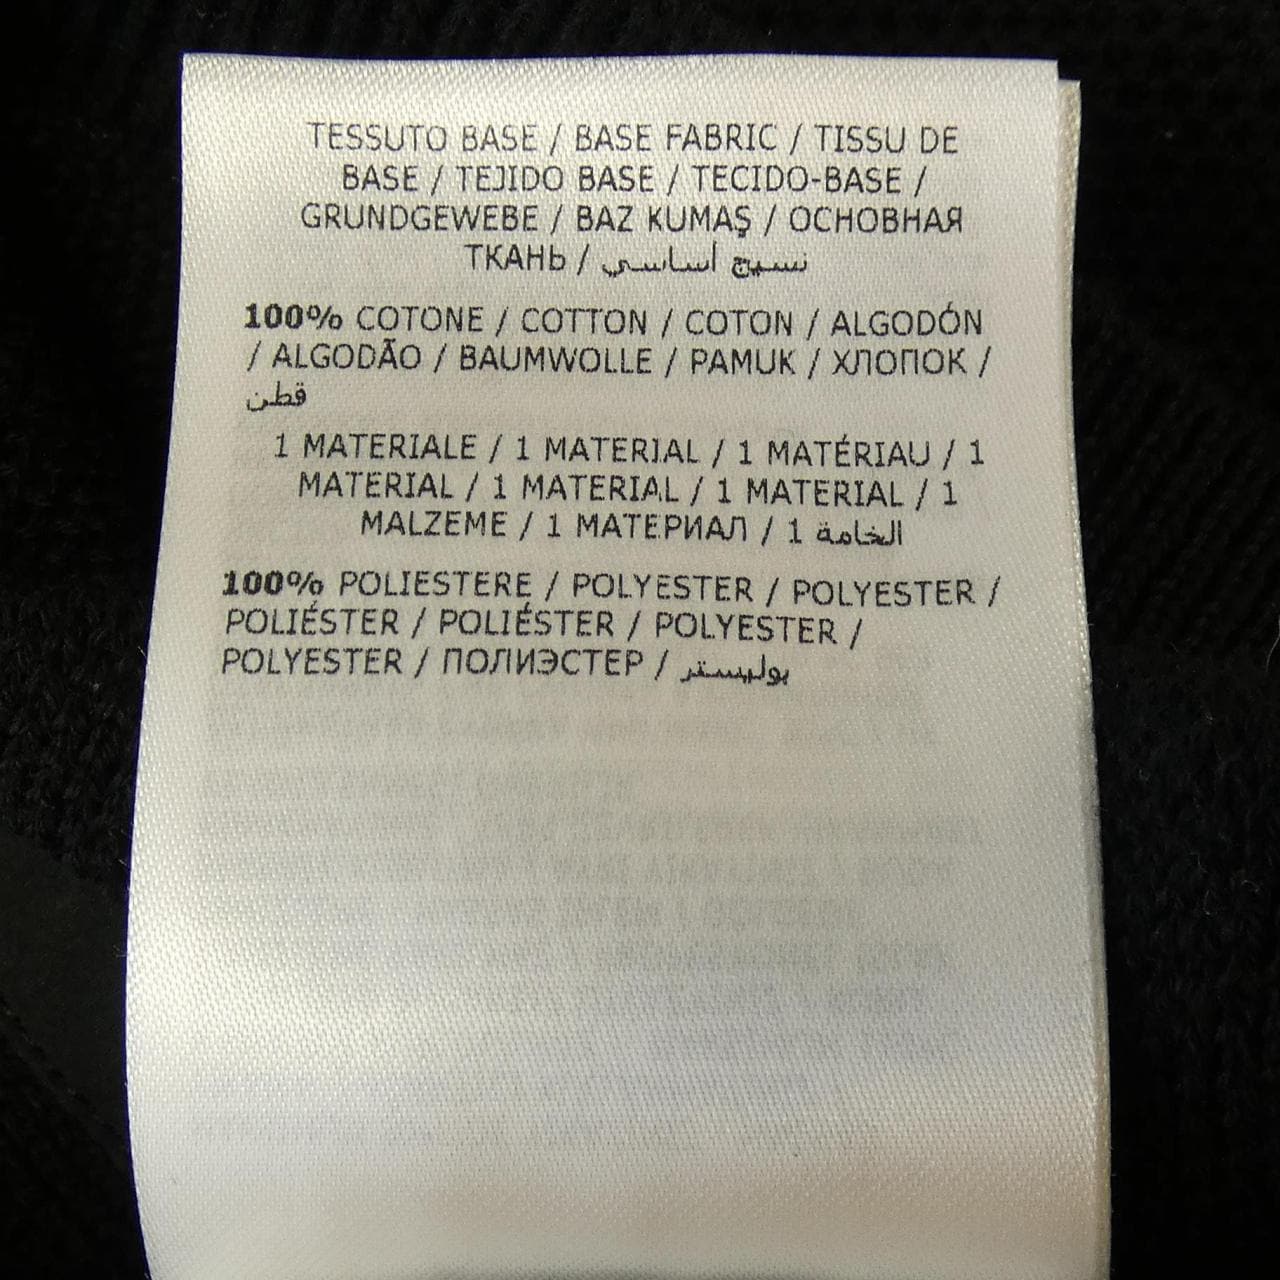 TESSUTO BASE / BASE FABRIC / TISSU DE
BASE / TEJIDO BASE / TECIDO-BASE /
GRUNDGEWEBE / BAZ KUMAŞ / ОСНОВНАЯ
ТКАНЬ / نسيج أساسي
100% COTONE / COTTON / COTON / ALGODÓN
/ ALGODÃO / BAUMWOLLE / PAMUK / ХЛОПОК /
قطن
1 MATERIALE / 1 MATERIAL / 1 MATÉRIAU / 1
MATERIAL / 1 MATERIAL / 1 MATERIAL / 1
MALZEME / 1 МАТЕРИАЛ / 1 الخامة
100% POLIESTERE / POLYESTER / POLYESTER /
POLIÉSTER / POLIÉSTER / POLYESTER /
POLYESTER / ПОЛИЭСТЕР / بوليستر